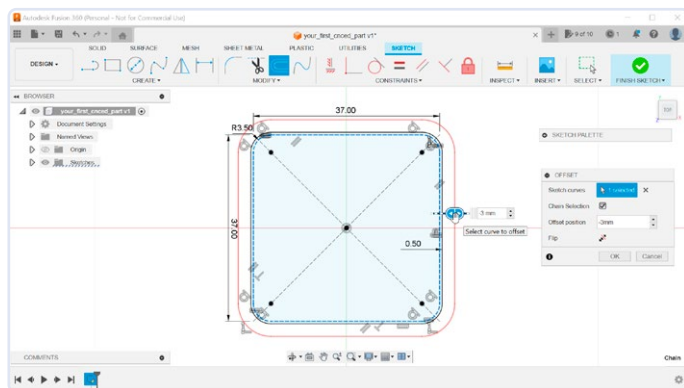 Autodesk Fusion 360 (Personal - Not for Commercial Use)
your_first_cnced_part v1*
9 of 10
1
SOLID
SURFACE
MESH
SHEET METAL
PLASTIC
UTILITIES
SKETCH
DESIGN
CREATE
MODIFY
CONSTRAINTS
INSPECT
INSERT
SELECT
FINISH SKETCH
BROWSER
your_first_cnced_part v1
Document Settings
Named Views
Origin
Sketches
37.00
R3.50
37.00
0.50
-3 mm
Select curve to offset
SKETCH PALETTE
OFFSET
Sketch curves
1 selected
Chain Selection
Offset position
-3mm
Flip
OK
Cancel
COMMENTS
Chain